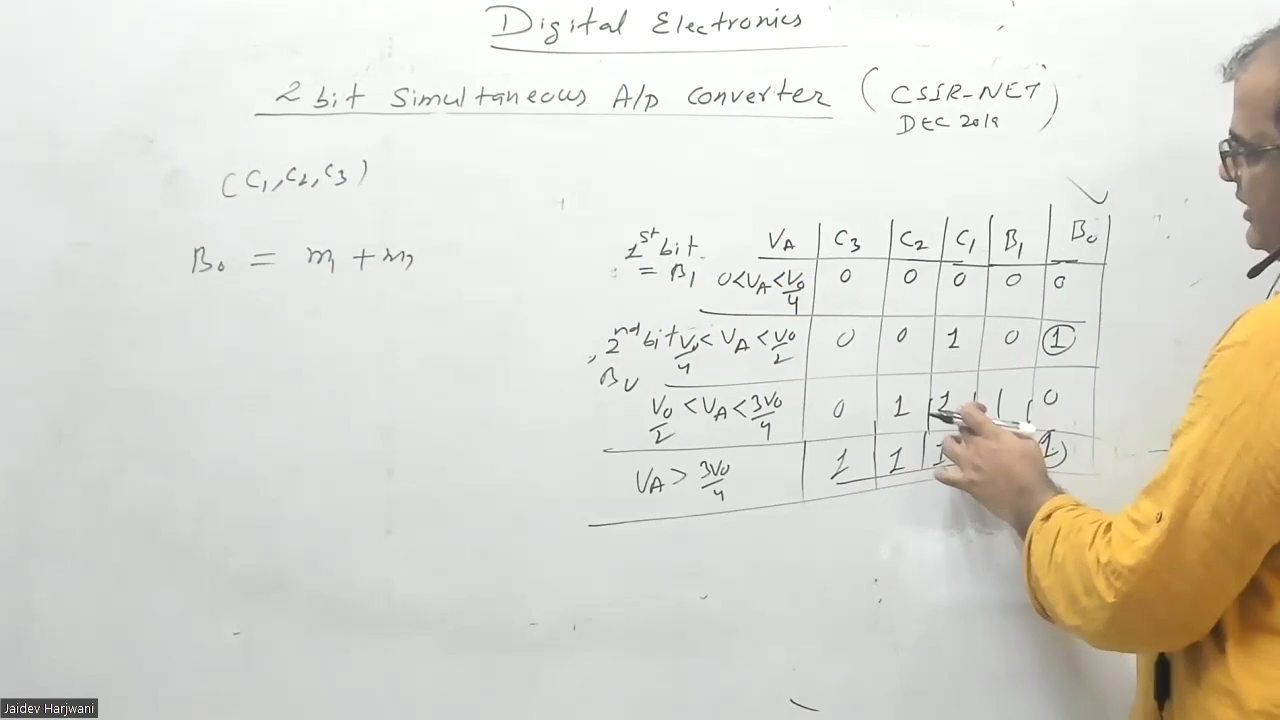 Digital Electronics
2 bit Simultaneous A/D Converter (CSIR-NET
DEC 2019)
(C1, C2, C3)
B0 = m1 + m2
1st bit = B1
, 2nd bit
VA | C3 | C2 | C1 | B1 | B0
0<VA<V0/4 | 0 | 0 | 0 | 0 | 0
V0/4 < VA < V0/2 | 0 | 0 | 1 | 0 | 1
V0/2 < VA < 3V0/4 | 0 | 1 | 1 | 1 | 0
VA > 3V0/4 | 1 | 1 | 1 | 1
Jaidev Harjwani